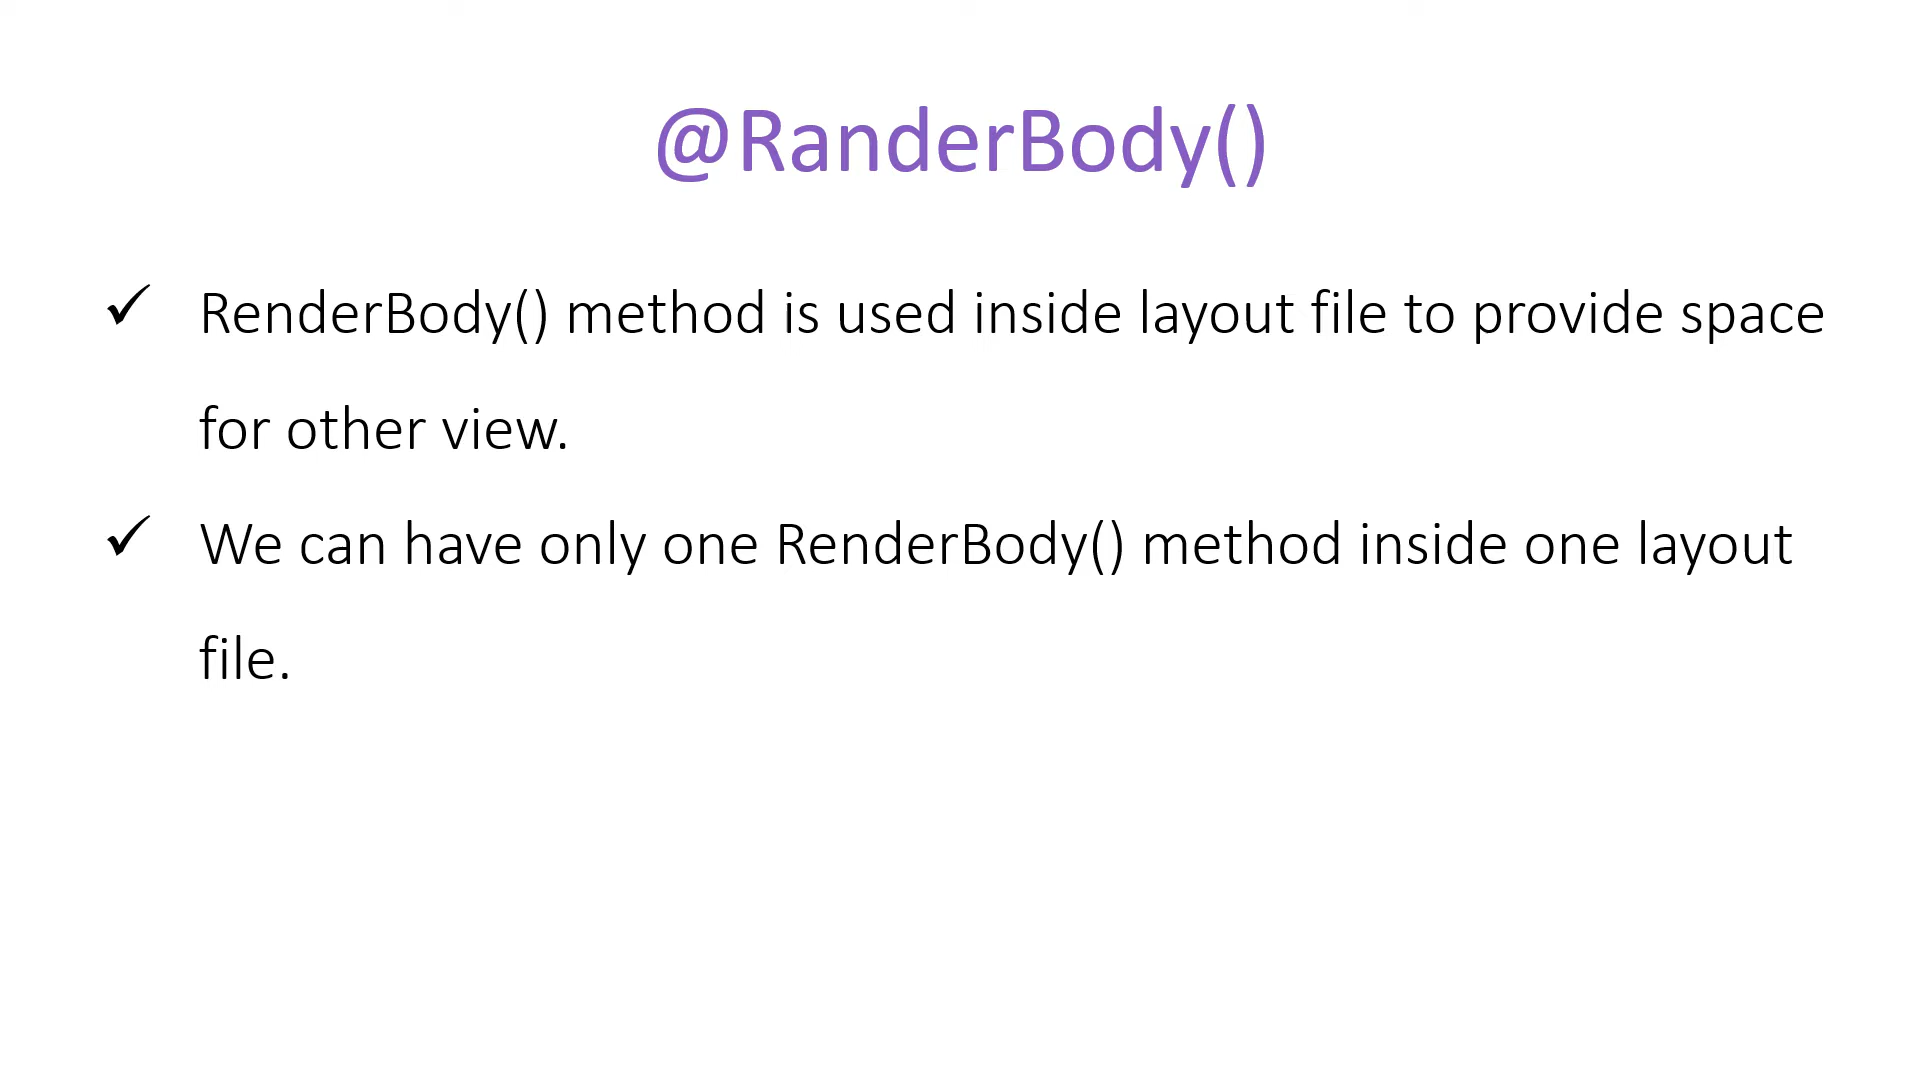 @RanderBody()
✓ RenderBody() method is used inside layout file to provide space
for other view.
✓ We can have only one RenderBody() method inside one layout
file.